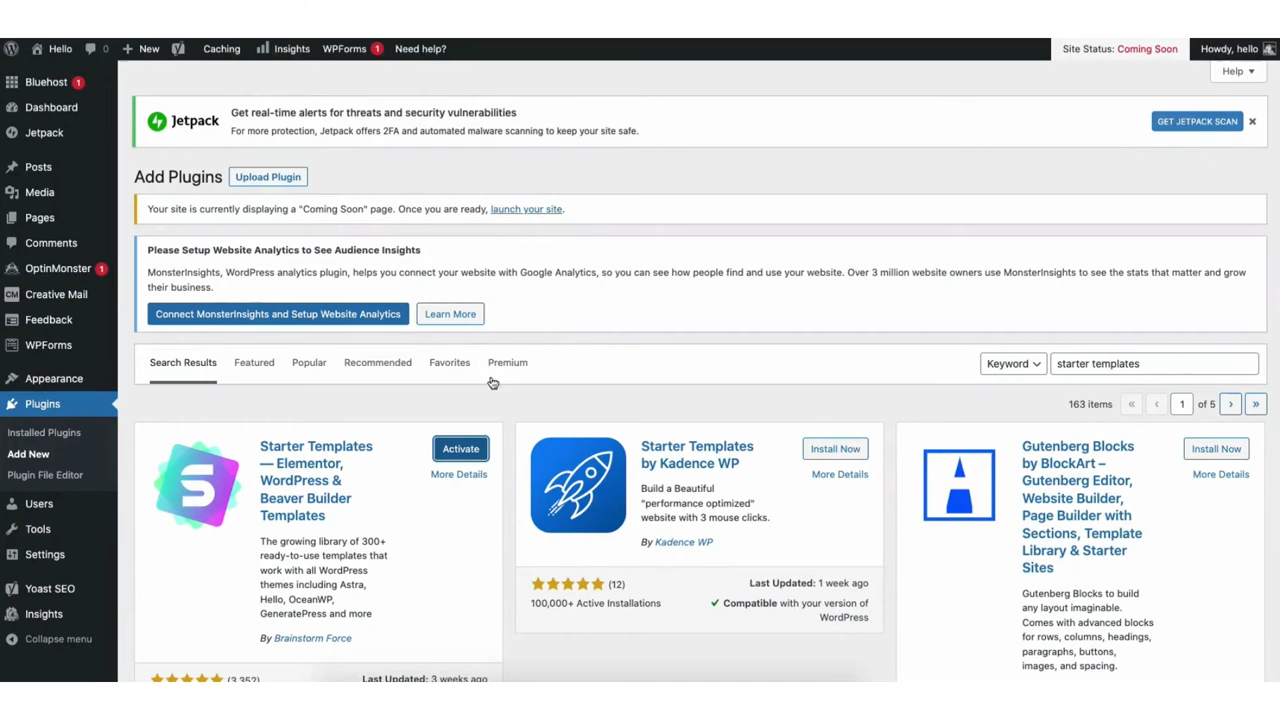 Hello
0
New
Caching
Insights
WPForms 1
Need help?
Site Status: Coming Soon
Howdy, hello
Help
Bluehost 1
Dashboard
Jetpack
Posts
Media
Pages
Comments
OptinMonster 1
CM Creative Mail
Feedback
WPForms
Appearance
Plugins
Installed Plugins
Add New
Plugin File Editor
Users
Tools
Settings
Yoast SEO
Insights
Collapse menu
Jetpack
Get real-time alerts for threats and security vulnerabilities
For more protection, Jetpack offers 2FA and automated malware scanning to keep your site safe.
GET JETPACK SCAN
Add Plugins
Upload Plugin
Your site is currently displaying a "Coming Soon" page. Once you are ready, launch your site.
Please Setup Website Analytics to See Audience Insights
MonsterInsights, WordPress analytics plugin, helps you connect your website with Google Analytics, so you can see how people find and use your website. Over 3 million website owners use MonsterInsights to see the stats that matter and grow
their business.
Connect MonsterInsights and Setup Website Analytics
Learn More
Search Results
Featured
Popular
Recommended
Favorites
Premium
Keyword
starter templates
163 items « ‹ 1 of 5 › »
Starter Templates
— Elementor,
WordPress &
Beaver Builder
Templates
Activate
More Details
The growing library of 300+
ready-to-use templates that
work with all WordPress
themes including Astra,
Hello, OceanWP,
GeneratePress and more
By Brainstorm Force
(3,352)
Last Updated: 3 weeks ago
Starter Templates
by Kadence WP
Install Now
More Details
Build a Beautiful
"performance optimized"
website with 3 mouse clicks.
By Kadence WP
(12)
100,000+ Active Installations
Last Updated: 1 week ago
Compatible with your version of
WordPress
Gutenberg Blocks
by BlockArt –
Gutenberg Editor,
Website Builder,
Page Builder with
Sections, Template
Library & Starter
Sites
Install Now
More Details
Gutenberg Blocks to build
any layout imaginable.
Comes with advanced blocks
for rows, columns, headings,
paragraphs, buttons,
images, and spacing.